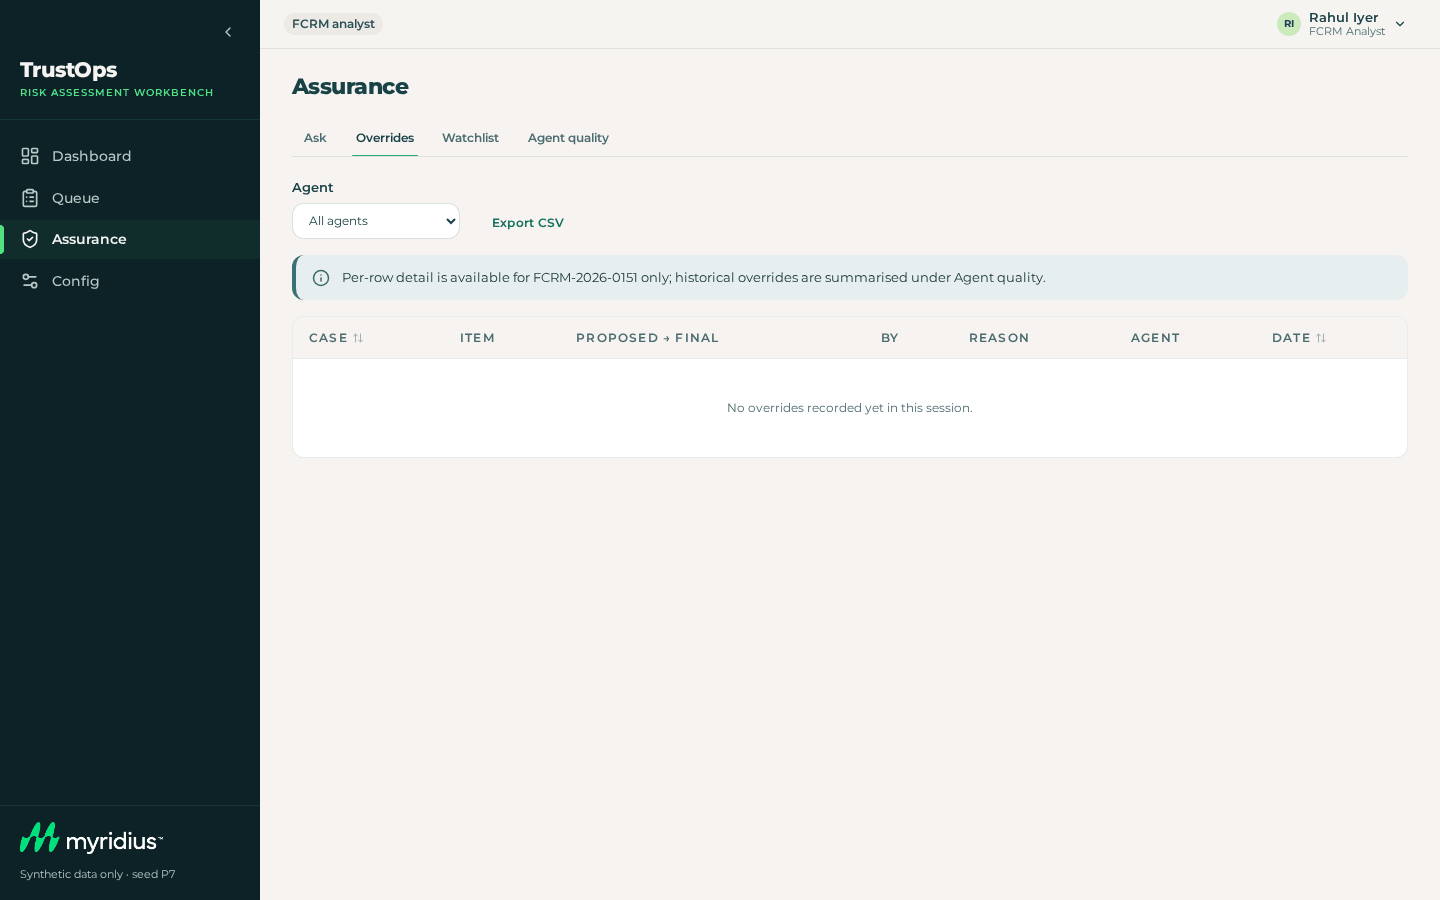 TrustOps
RISK ASSESSMENT WORKBENCH
Dashboard
Queue
Assurance
Config
myridius™
Synthetic data only · seed P7
FCRM analyst
RI
Rahul Iyer
FCRM Analyst
Assurance
Ask Overrides Watchlist Agent quality
Agent
All agents
Export CSV
Per-row detail is available for FCRM-2026-0151 only; historical overrides are summarised under Agent quality.
CASE ↑↓ ITEM PROPOSED → FINAL BY REASON AGENT DATE ↑↓
No overrides recorded yet in this session.